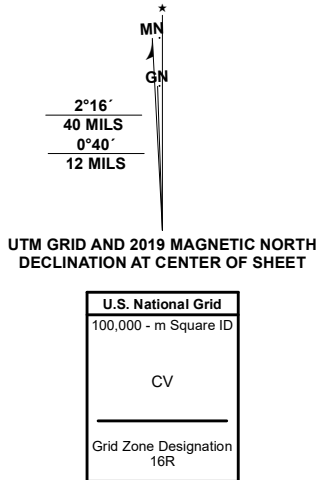 ★
MN
GN
2°16´
40 MILS
0°40´
12 MILS
UTM GRID AND 2019 MAGNETIC NORTH
DECLINATION AT CENTER OF SHEET
U.S. National Grid
100,000 - m Square ID
CV
Grid Zone Designation
16R